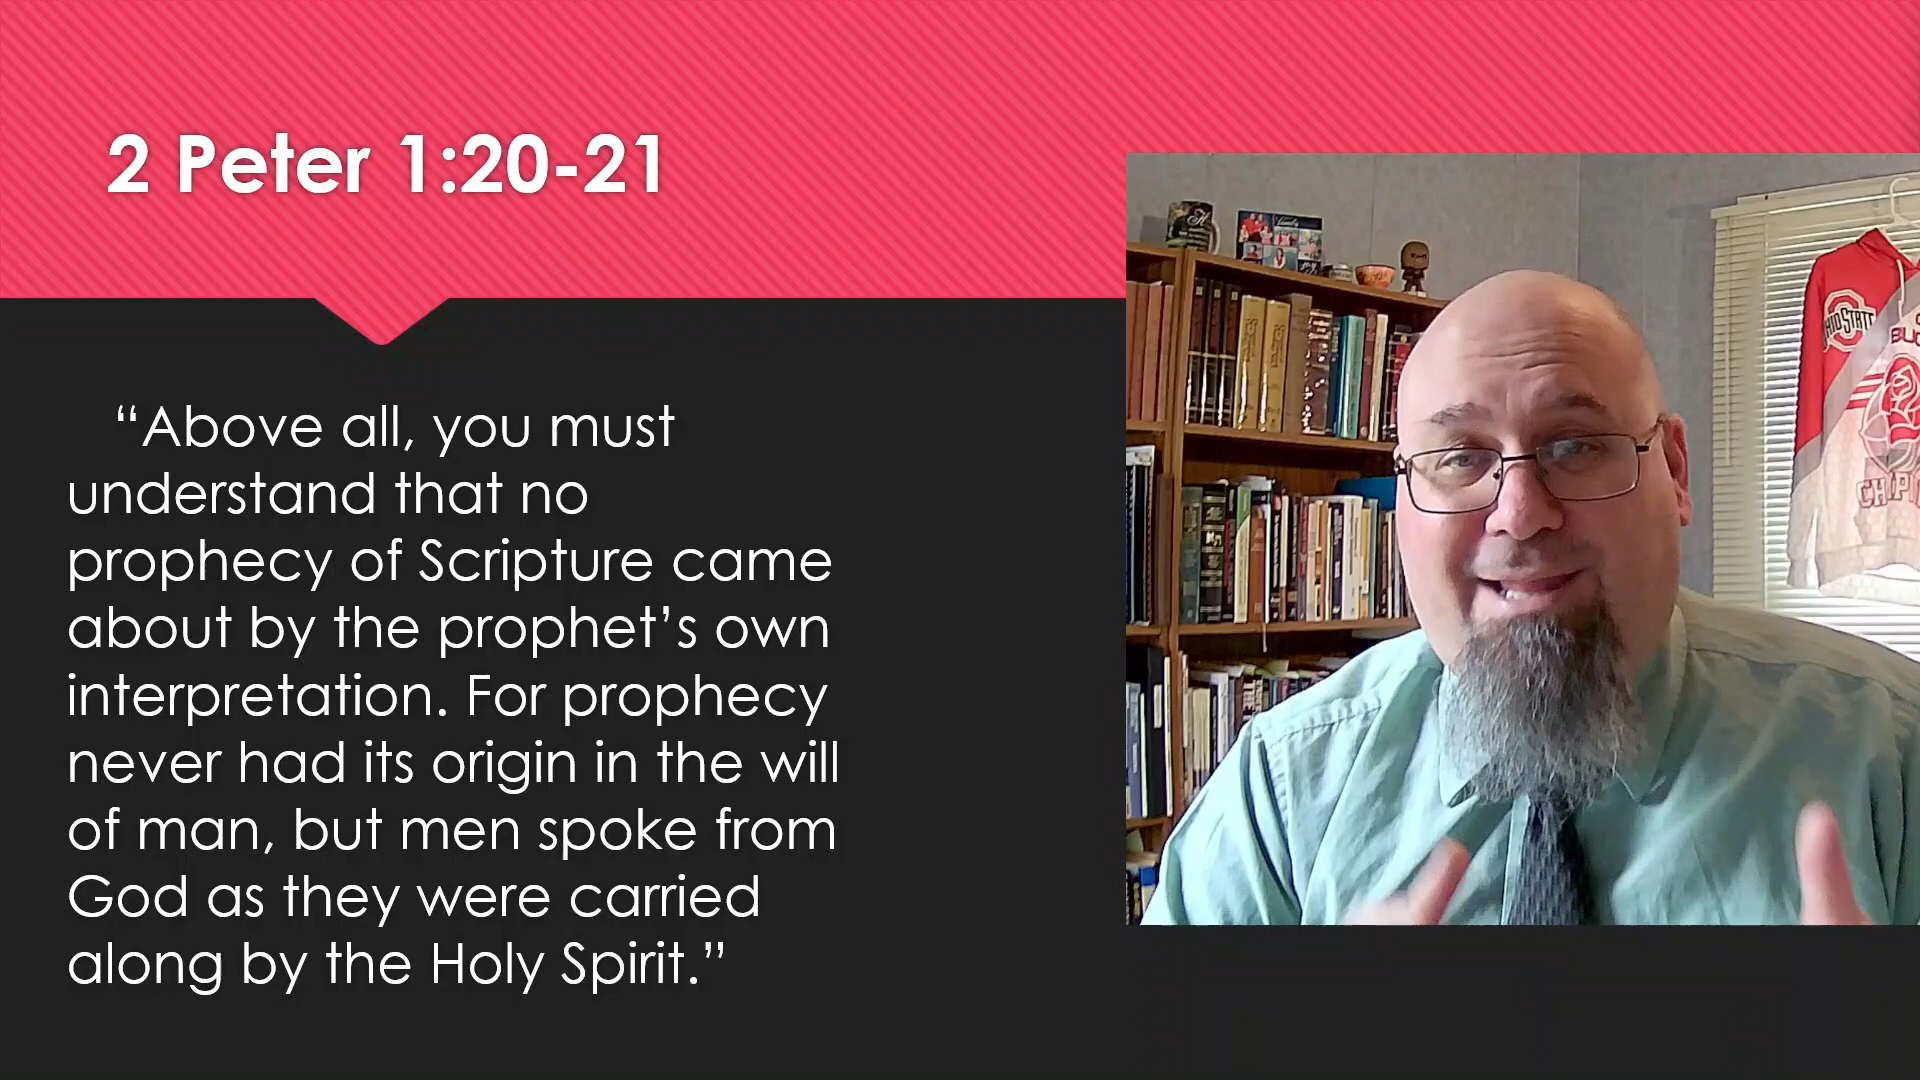 2 Peter 1:20-21
“Above all, you must
understand that no
prophecy of Scripture came
about by the prophet’s own
interpretation. For prophecy
never had its origin in the will
of man, but men spoke from
God as they were carried
along by the Holy Spirit.”